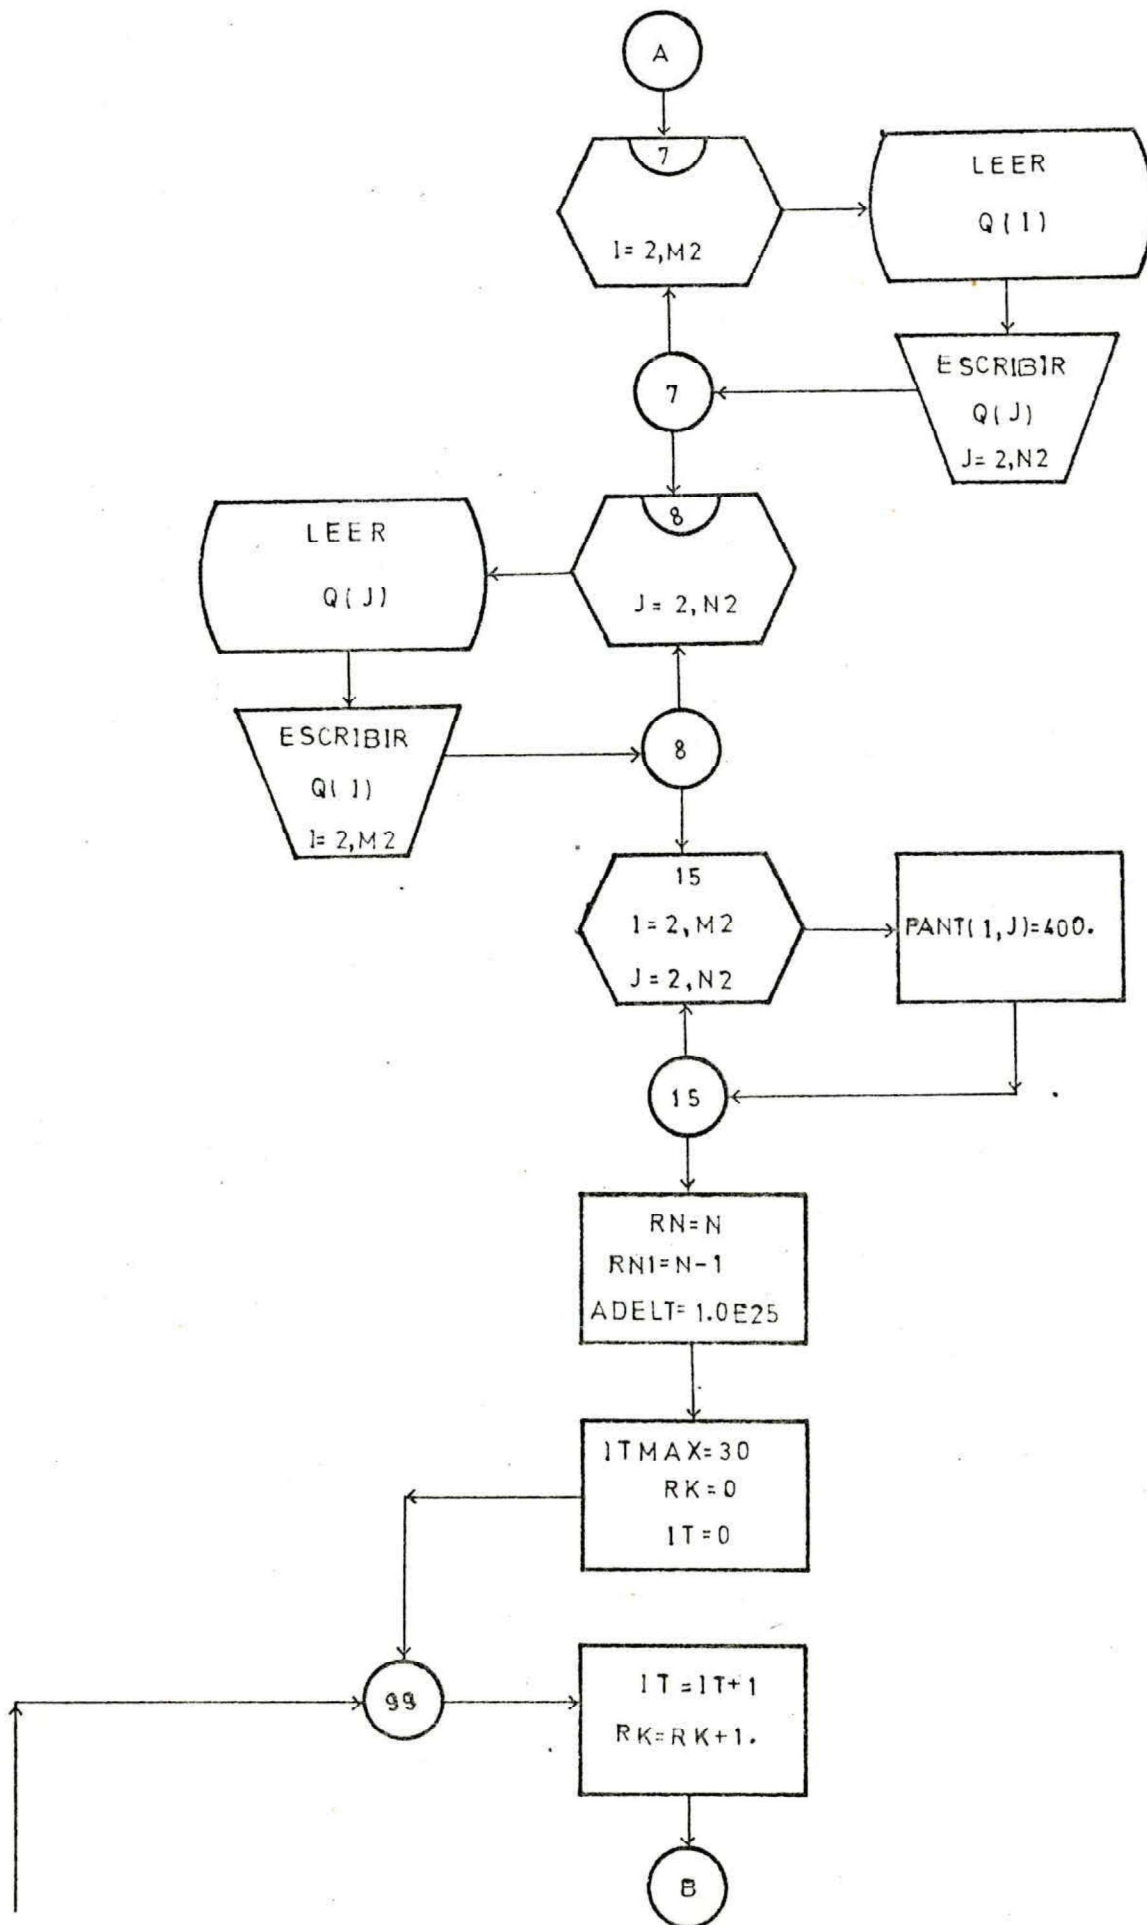 A
7
I=2,M2
LEER
Q(I)
ESCRIBIR
Q(J)
J=2,N2
7
8
J=2,N2
LEER
Q(J)
ESCRIBIR
Q(I)
I=2,M2
8
15
I=2,M2
J=2,N2
PANT(I,J)=400.
15
RN=N
RN1=N-1
ADELT=1.0E25
ITMAX=30
RK=0
IT=0
99
IT=IT+1
RK=RK+1.
B